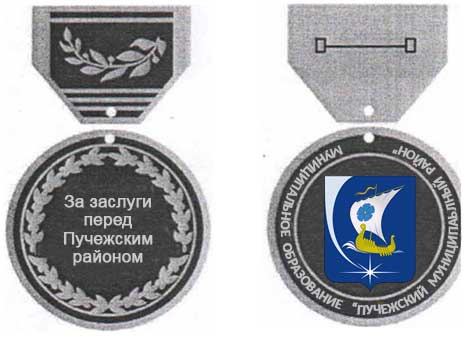 За заслуги
перед
Пучежским
районом
МУНИЦИПАЛЬНОЕ ОБРАЗОВАНИЕ "ПУЧЕЖСКИЙ МУНИЦИПАЛЬНЫЙ РАЙОН"